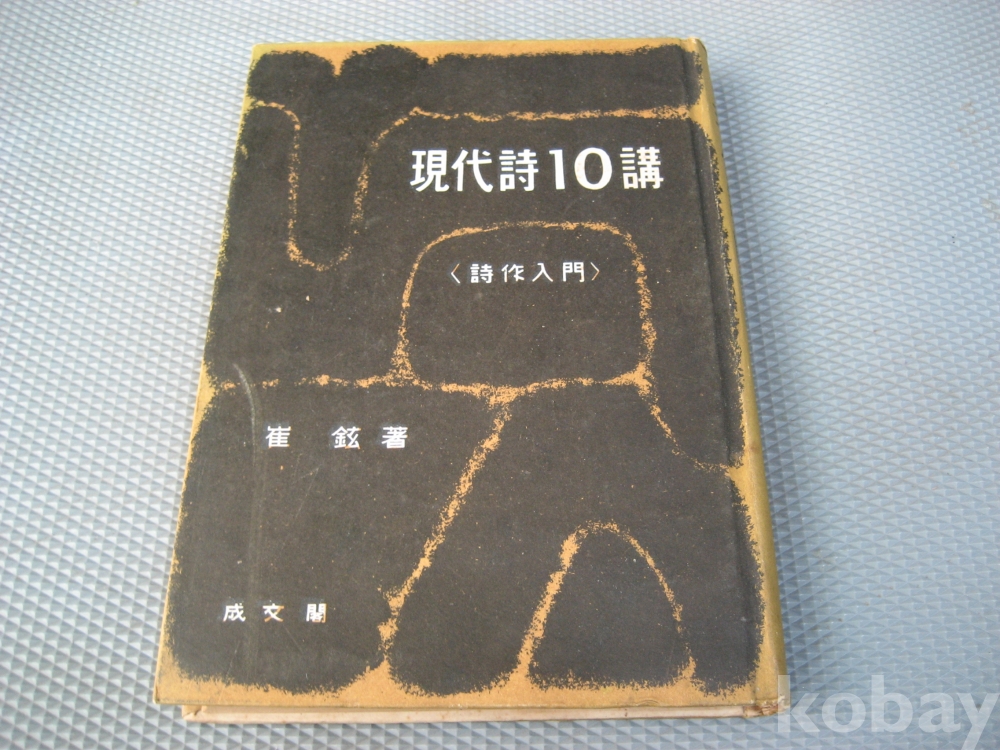 現代詩10講
〈詩作入門〉
崔 鉉 著
成文閣
kobay